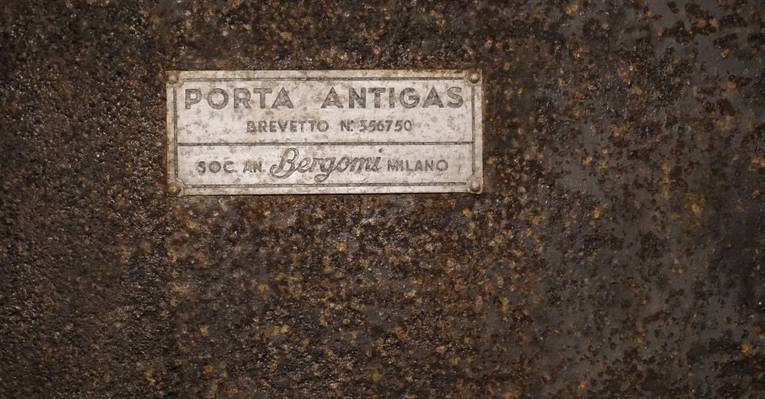 PORTA ANTIGAS
BREVETTO N. 356750
SOC. AN. Bergomi MILANO